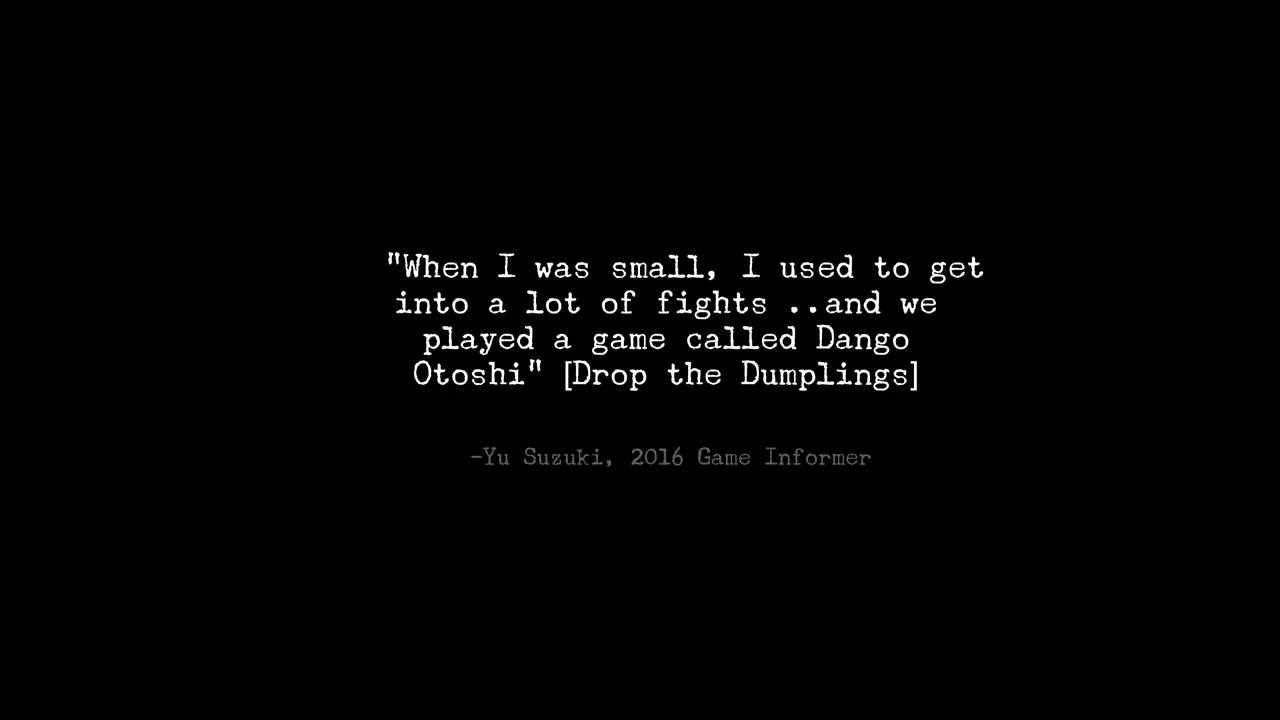 "When I was small, I used to get
into a lot of fights ..and we
played a game called Dango
Otoshi" [Drop the Dumplings]
-Yu Suzuki, 2016 Game Informer